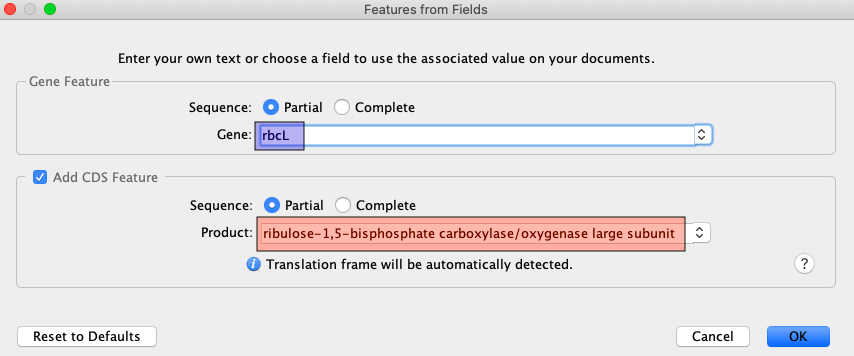 Features from Fields
Enter your own text or choose a field to use the associated value on your documents.
Gene Feature
Sequence: Partial Complete
Gene: rbcL
Add CDS Feature
Sequence: Partial Complete
Product: ribulose-1,5-bisphosphate carboxylase/oxygenase large subunit
Translation frame will be automatically detected. ?
Reset to Defaults Cancel OK